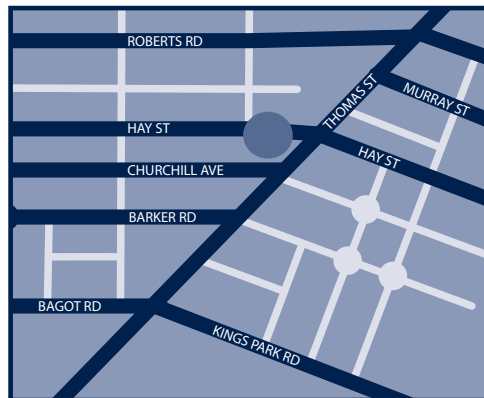 ROBERTS RD
THOMAS ST
MURRAY ST
HAY ST
HAY ST
CHURCHILL AVE
BARKER RD
BAGOT RD
KINGS PARK RD